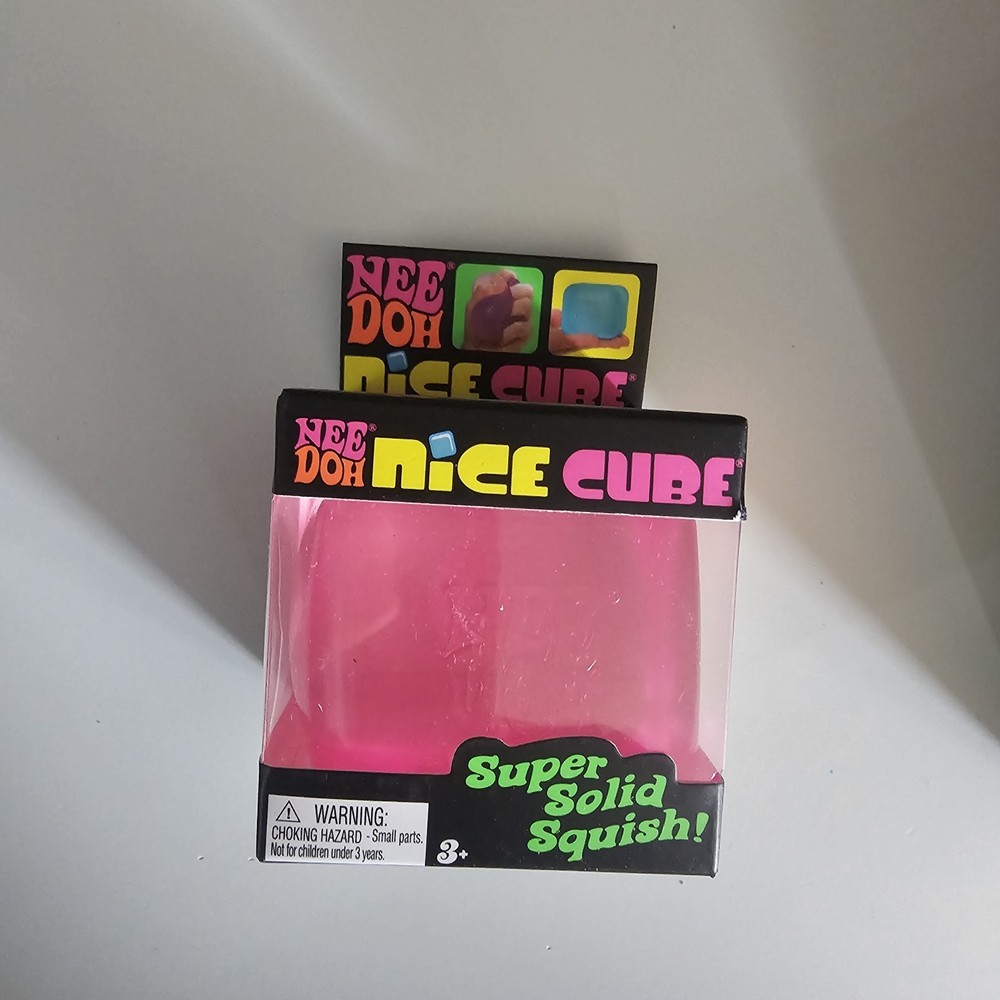 NEE®
DOH
NiCE CUBE®
NEE®
DOH NiCE CUBE®
Super
Solid
Squish!
WARNING:
CHOKING HAZARD - Small parts.
Not for children under 3 years.
3+